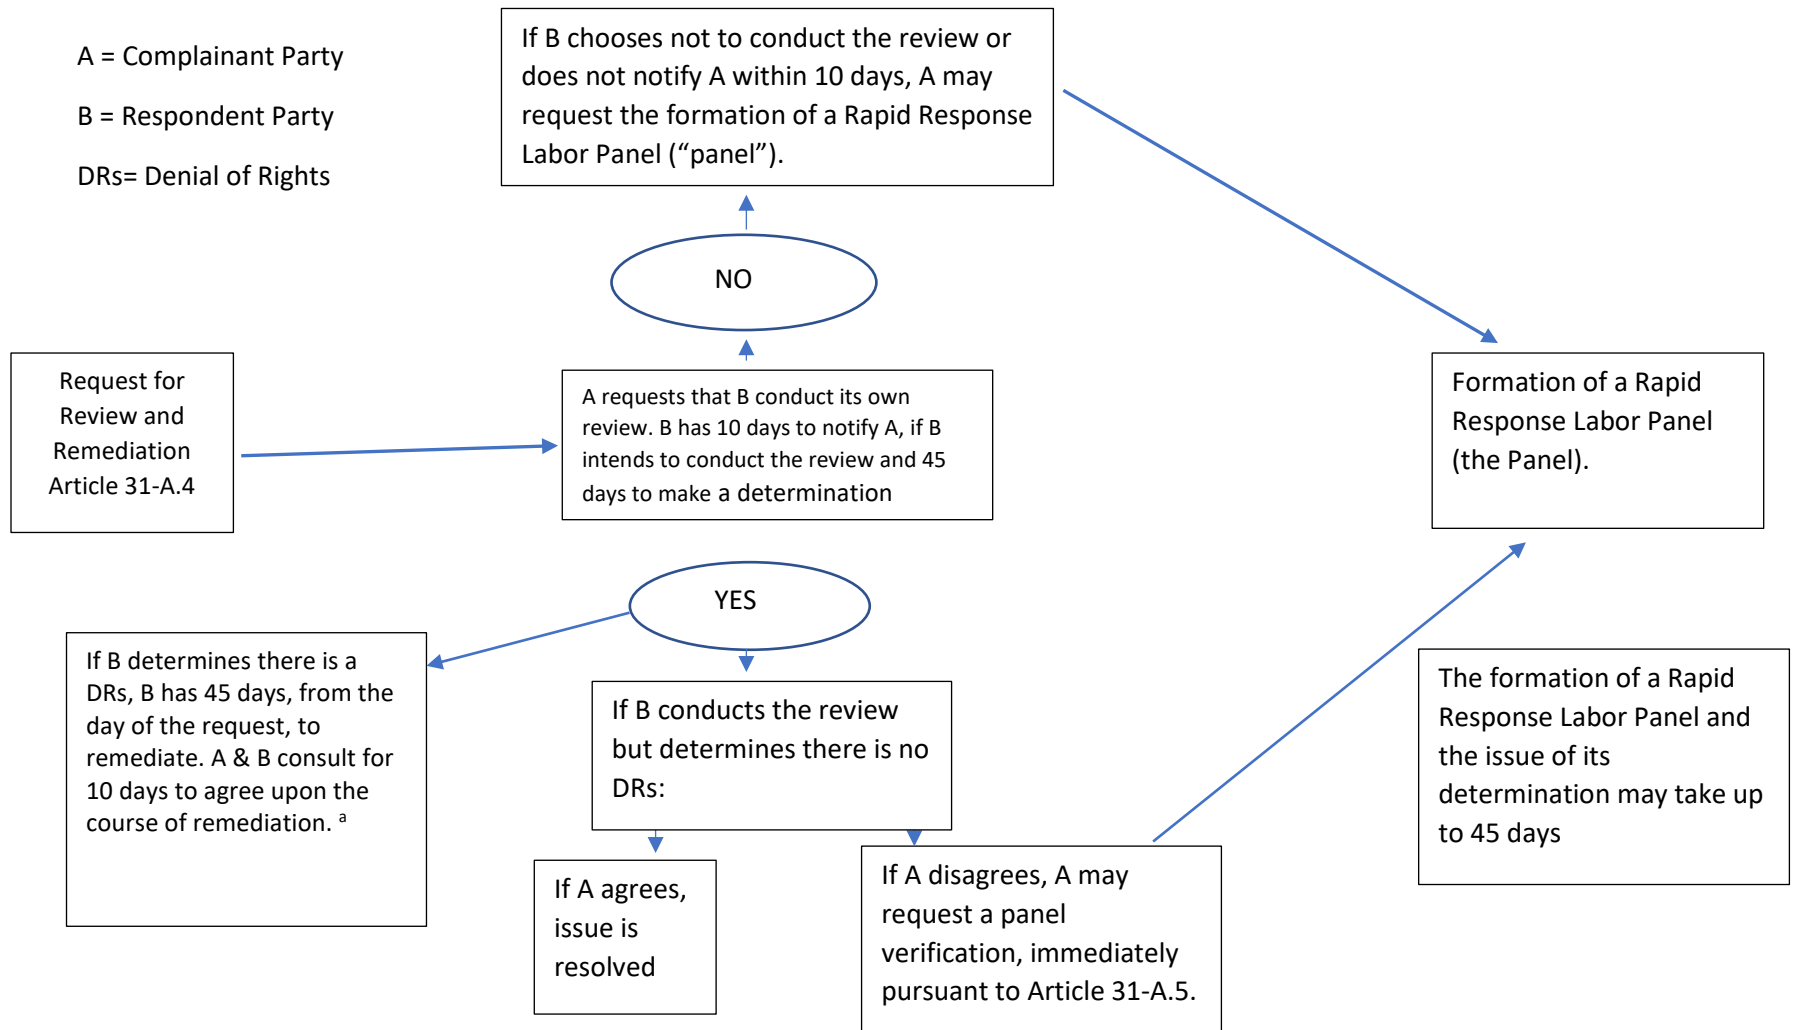 A = Complainant Party
B = Respondent Party
DRs= Denial of Rights
If B chooses not to conduct the review or
does not notify A within 10 days, A may
request the formation of a Rapid Response
Labor Panel (“panel”).
NO
Request for
Review and
Remediation
Article 31-A.4
A requests that B conduct its own
review. B has 10 days to notify A, if B
intends to conduct the review and 45
days to make a determination
Formation of a Rapid
Response Labor Panel
(the Panel).
YES
If B determines there is a
DRs, B has 45 days, from the
day of the request, to
remediate. A & B consult for
10 days to agree upon the
course of remediation. ª
If B conducts the review
but determines there is no
DRs:
The formation of a Rapid
Response Labor Panel and
the issue of its
determination may take up
to 45 days
If A agrees,
issue is
resolved
If A disagrees, A may
request a panel
verification, immediately
pursuant to Article 31-A.5.